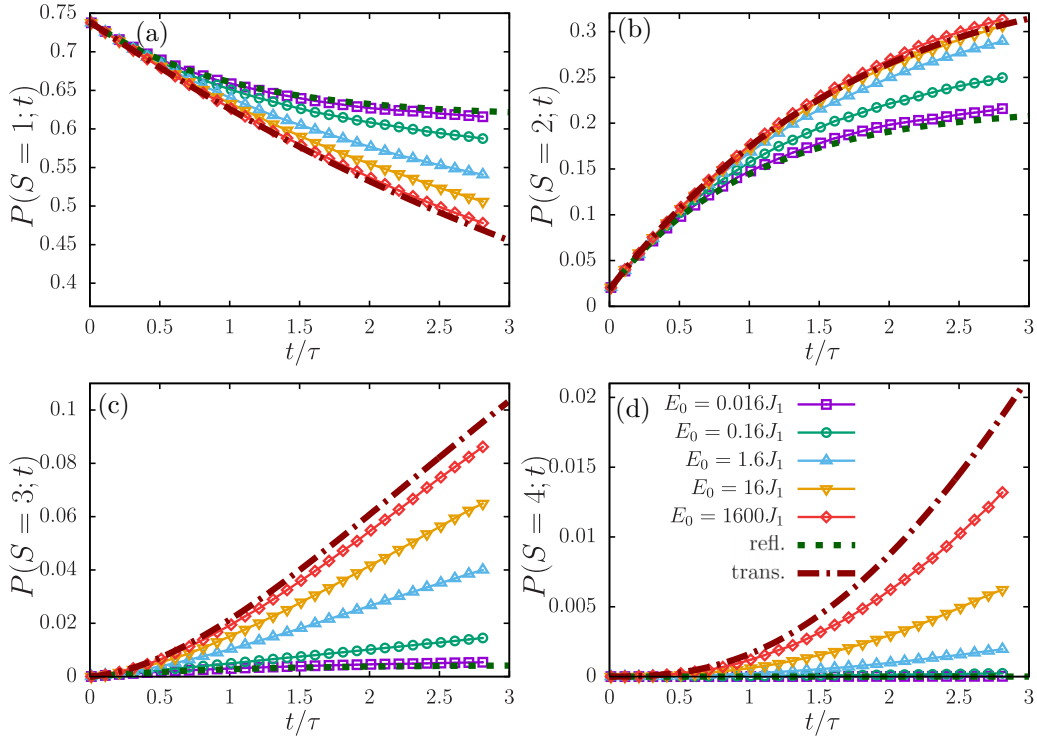 (a)
P(S = 1; t)
0.75
0.7
0.65
0.6
0.55
0.5
0.45
0.4
0 0.5 1 1.5 2 2.5 3
t/τ
(b)
P(S = 2; t)
0.3
0.25
0.2
0.15
0.1
0.05
0
0 0.5 1 1.5 2 2.5 3
t/τ
(c)
P(S = 3; t)
0.1
0.08
0.06
0.04
0.02
0
0 0.5 1 1.5 2 2.5 3
t/τ
(d)
P(S = 4; t)
0.02
0.015
0.01
0.005
0
0 0.5 1 1.5 2 2.5 3
t/τ
E₀ = 0.016J₁
E₀ = 0.16J₁
E₀ = 1.6J₁
E₀ = 16J₁
E₀ = 1600J₁
refl.
trans.